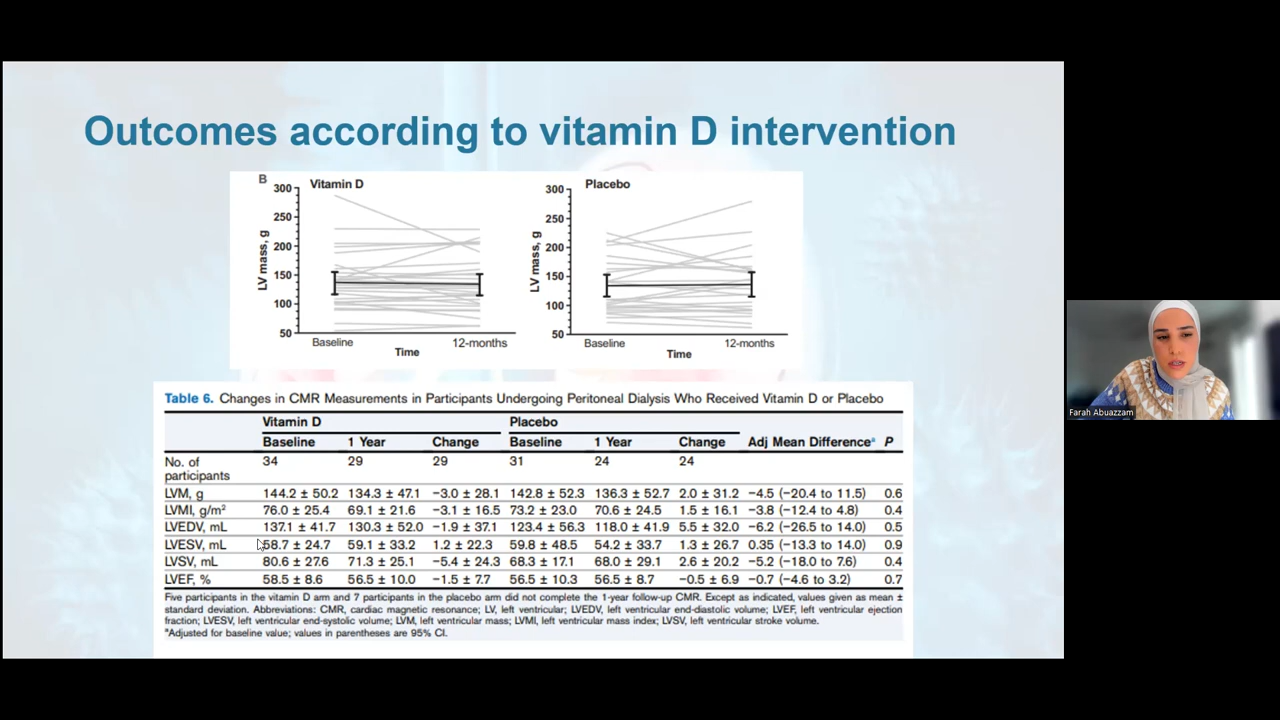 Outcomes according to vitamin D intervention
B
Vitamin D
300
250
200
150
100
50
LV mass, g
Baseline 12-months
Time
Placebo
300
250
200
150
100
50
LV mass, g
Baseline 12-months
Time
Table 6. Changes in CMR Measurements in Participants Undergoing Peritoneal Dialysis Who Received Vitamin D or Placebo
Vitamin D Placebo
Baseline 1 Year Change Baseline 1 Year Change Adj Mean Differenceᵃ P
No. of participants 34 29 29 31 24 24
LVM, g 144.2 ± 50.2 134.3 ± 47.1 −3.0 ± 28.1 142.8 ± 52.3 136.3 ± 52.7 2.0 ± 31.2 −4.5 (−20.4 to 11.5) 0.6
LVMI, g/m² 76.0 ± 25.4 69.1 ± 21.6 −3.1 ± 16.5 73.2 ± 23.0 70.6 ± 24.5 1.5 ± 16.1 −3.8 (−12.4 to 4.8) 0.4
LVEDV, mL 137.1 ± 41.7 130.3 ± 52.0 −1.9 ± 37.1 123.4 ± 56.3 118.0 ± 41.9 5.5 ± 32.0 −6.2 (−26.5 to 14.0) 0.5
LVESV, mL 58.7 ± 24.7 59.1 ± 33.2 1.2 ± 22.3 59.8 ± 48.5 54.2 ± 33.7 1.3 ± 26.7 0.35 (−13.3 to 14.0) 0.9
LVSV, mL 80.6 ± 27.6 71.3 ± 25.1 −5.4 ± 24.3 68.3 ± 17.1 68.0 ± 29.1 2.6 ± 20.2 −5.2 (−18.0 to 7.6) 0.4
LVEF, % 58.5 ± 8.6 56.5 ± 10.0 −1.5 ± 7.7 56.5 ± 10.3 56.5 ± 8.7 −0.5 ± 6.9 −0.7 (−4.6 to 3.2) 0.7
Five participants in the vitamin D arm and 7 participants in the placebo arm did not complete the 1-year follow-up CMR. Except as indicated, values given as mean ±
standard deviation. Abbreviations: CMR, cardiac magnetic resonance; LV, left ventricular; LVEDV, left ventricular end-diastolic volume; LVEF, left ventricular ejection
fraction; LVESV, left ventricular end-systolic volume; LVM, left ventricular mass; LVMI, left ventricular mass index; LVSV, left ventricular stroke volume.
ᵃAdjusted for baseline value; values in parentheses are 95% CI.
Farah Abuazzam